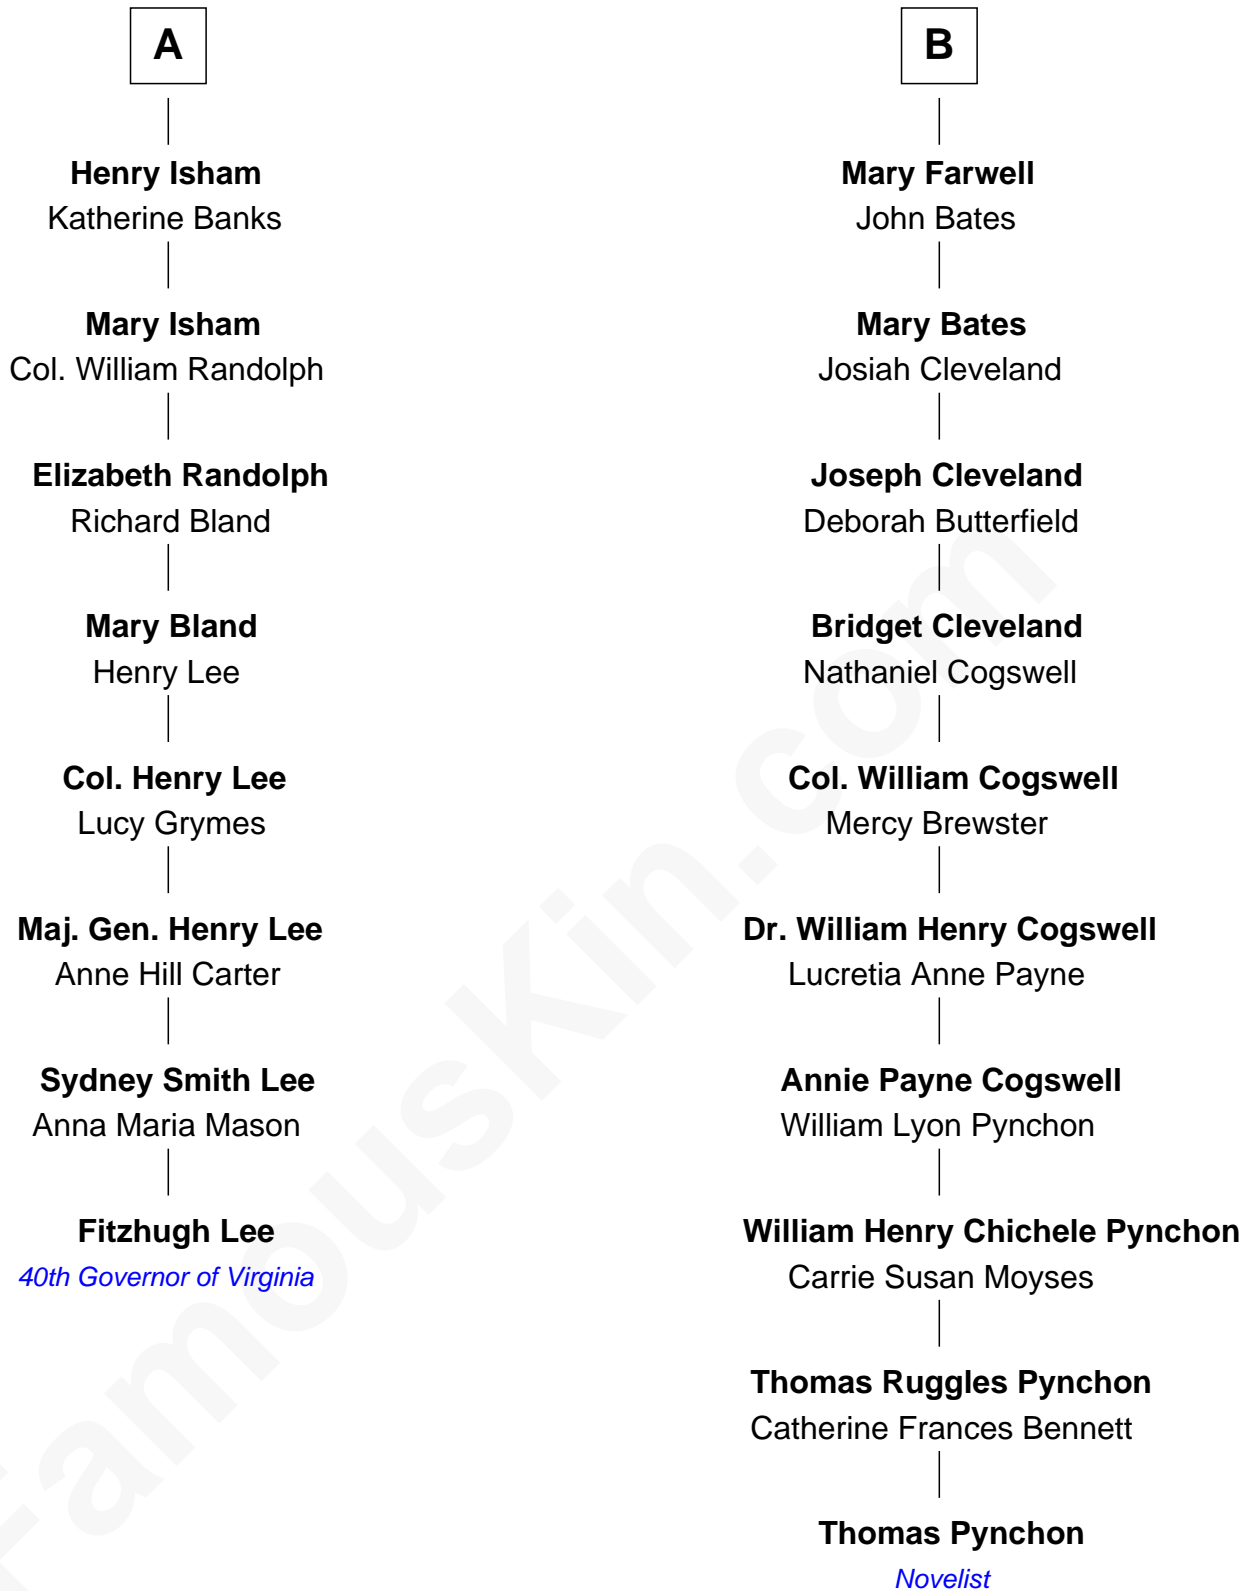 A
Henry Isham
Katherine Banks
Mary Isham
Col. William Randolph
Elizabeth Randolph
Richard Bland
Mary Bland
Henry Lee
Col. Henry Lee
Lucy Grymes
Maj. Gen. Henry Lee
Anne Hill Carter
Sydney Smith Lee
Anna Maria Mason
Fitzhugh Lee
40th Governor of Virginia
B
Mary Farwell
John Bates
Mary Bates
Josiah Cleveland
Joseph Cleveland
Deborah Butterfield
Bridget Cleveland
Nathaniel Cogswell
Col. William Cogswell
Mercy Brewster
Dr. William Henry Cogswell
Lucretia Anne Payne
Annie Payne Cogswell
William Lyon Pynchon
William Henry Chichele Pynchon
Carrie Susan Moyses
Thomas Ruggles Pynchon
Catherine Frances Bennett
Thomas Pynchon
Novelist
FamousKin.com